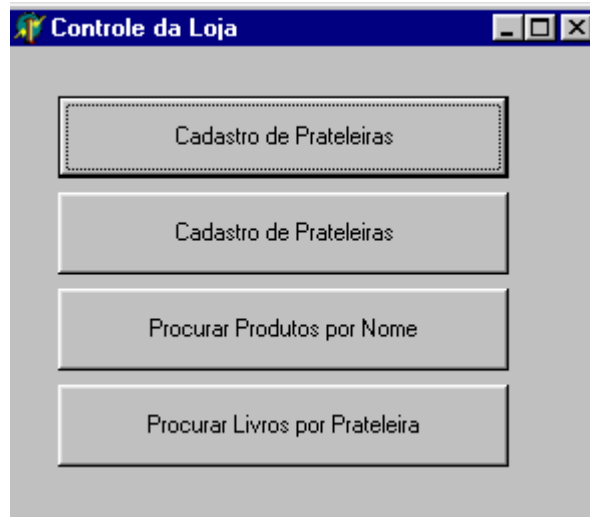 Controle da Loja
Cadastro de Prateleiras
Cadastro de Prateleiras
Procurar Produtos por Nome
Procurar Livros por Prateleira